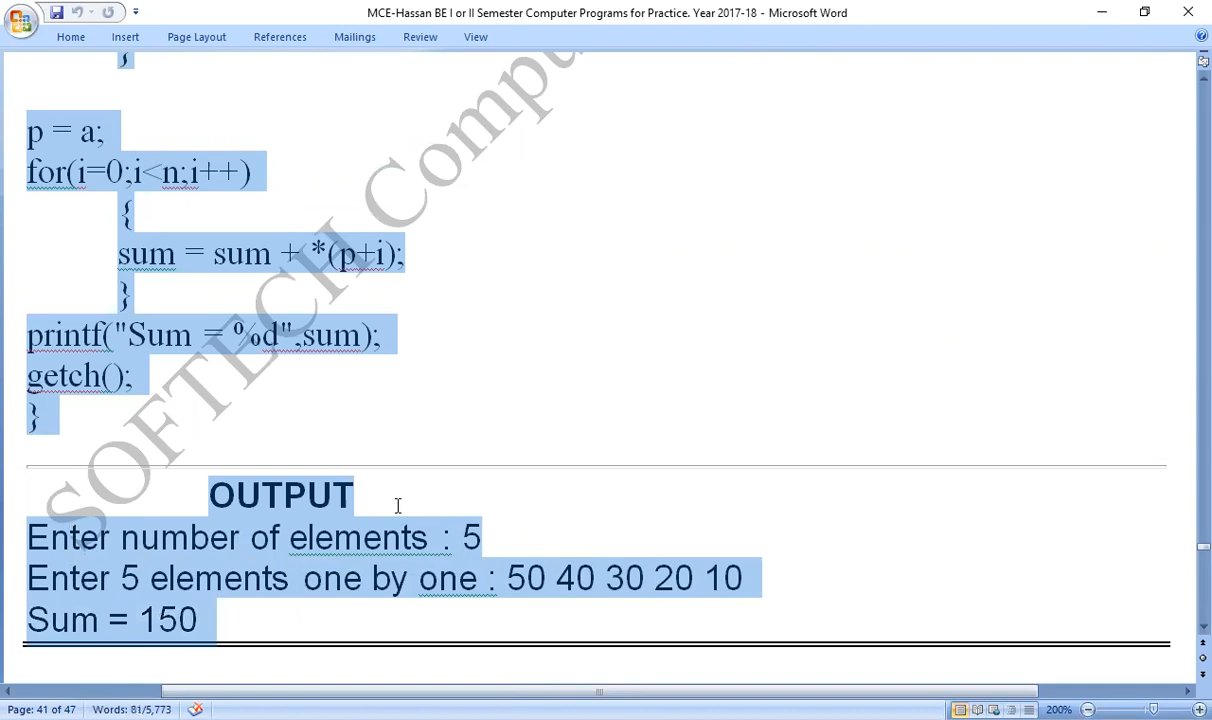 MCE-Hassan BE I or II Semester Computer Programs for Practice. Year 2017-18 - Microsoft Word
Home Insert Page Layout References Mailings Review View
}
p = a;
for(i=0;i<n;i++)
{
sum = sum + *(p+i);
}
printf("Sum = %d",sum);
getch();
}
SOFTECH Compu
OUTPUT
Enter number of elements : 5
Enter 5 elements one by one : 50 40 30 20 10
Sum = 150
Page: 41 of 47 Words: 81/5,773 200%